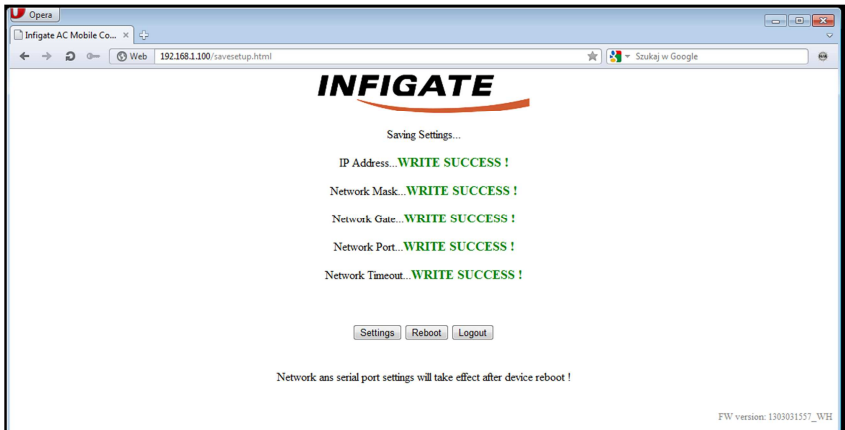 Opera
Infigate AC Mobile Co...
Web 192.168.1.100/savesetup.html Szukaj w Google
INFIGATE
Saving Settings...
IP Address...WRITE SUCCESS !
Network Mask...WRITE SUCCESS !
Network Gate...WRITE SUCCESS !
Network Port...WRITE SUCCESS !
Network Timeout...WRITE SUCCESS !
Settings Reboot Logout
Network ans serial port settings will take effect after device reboot !
FW version: 1303031557_WH